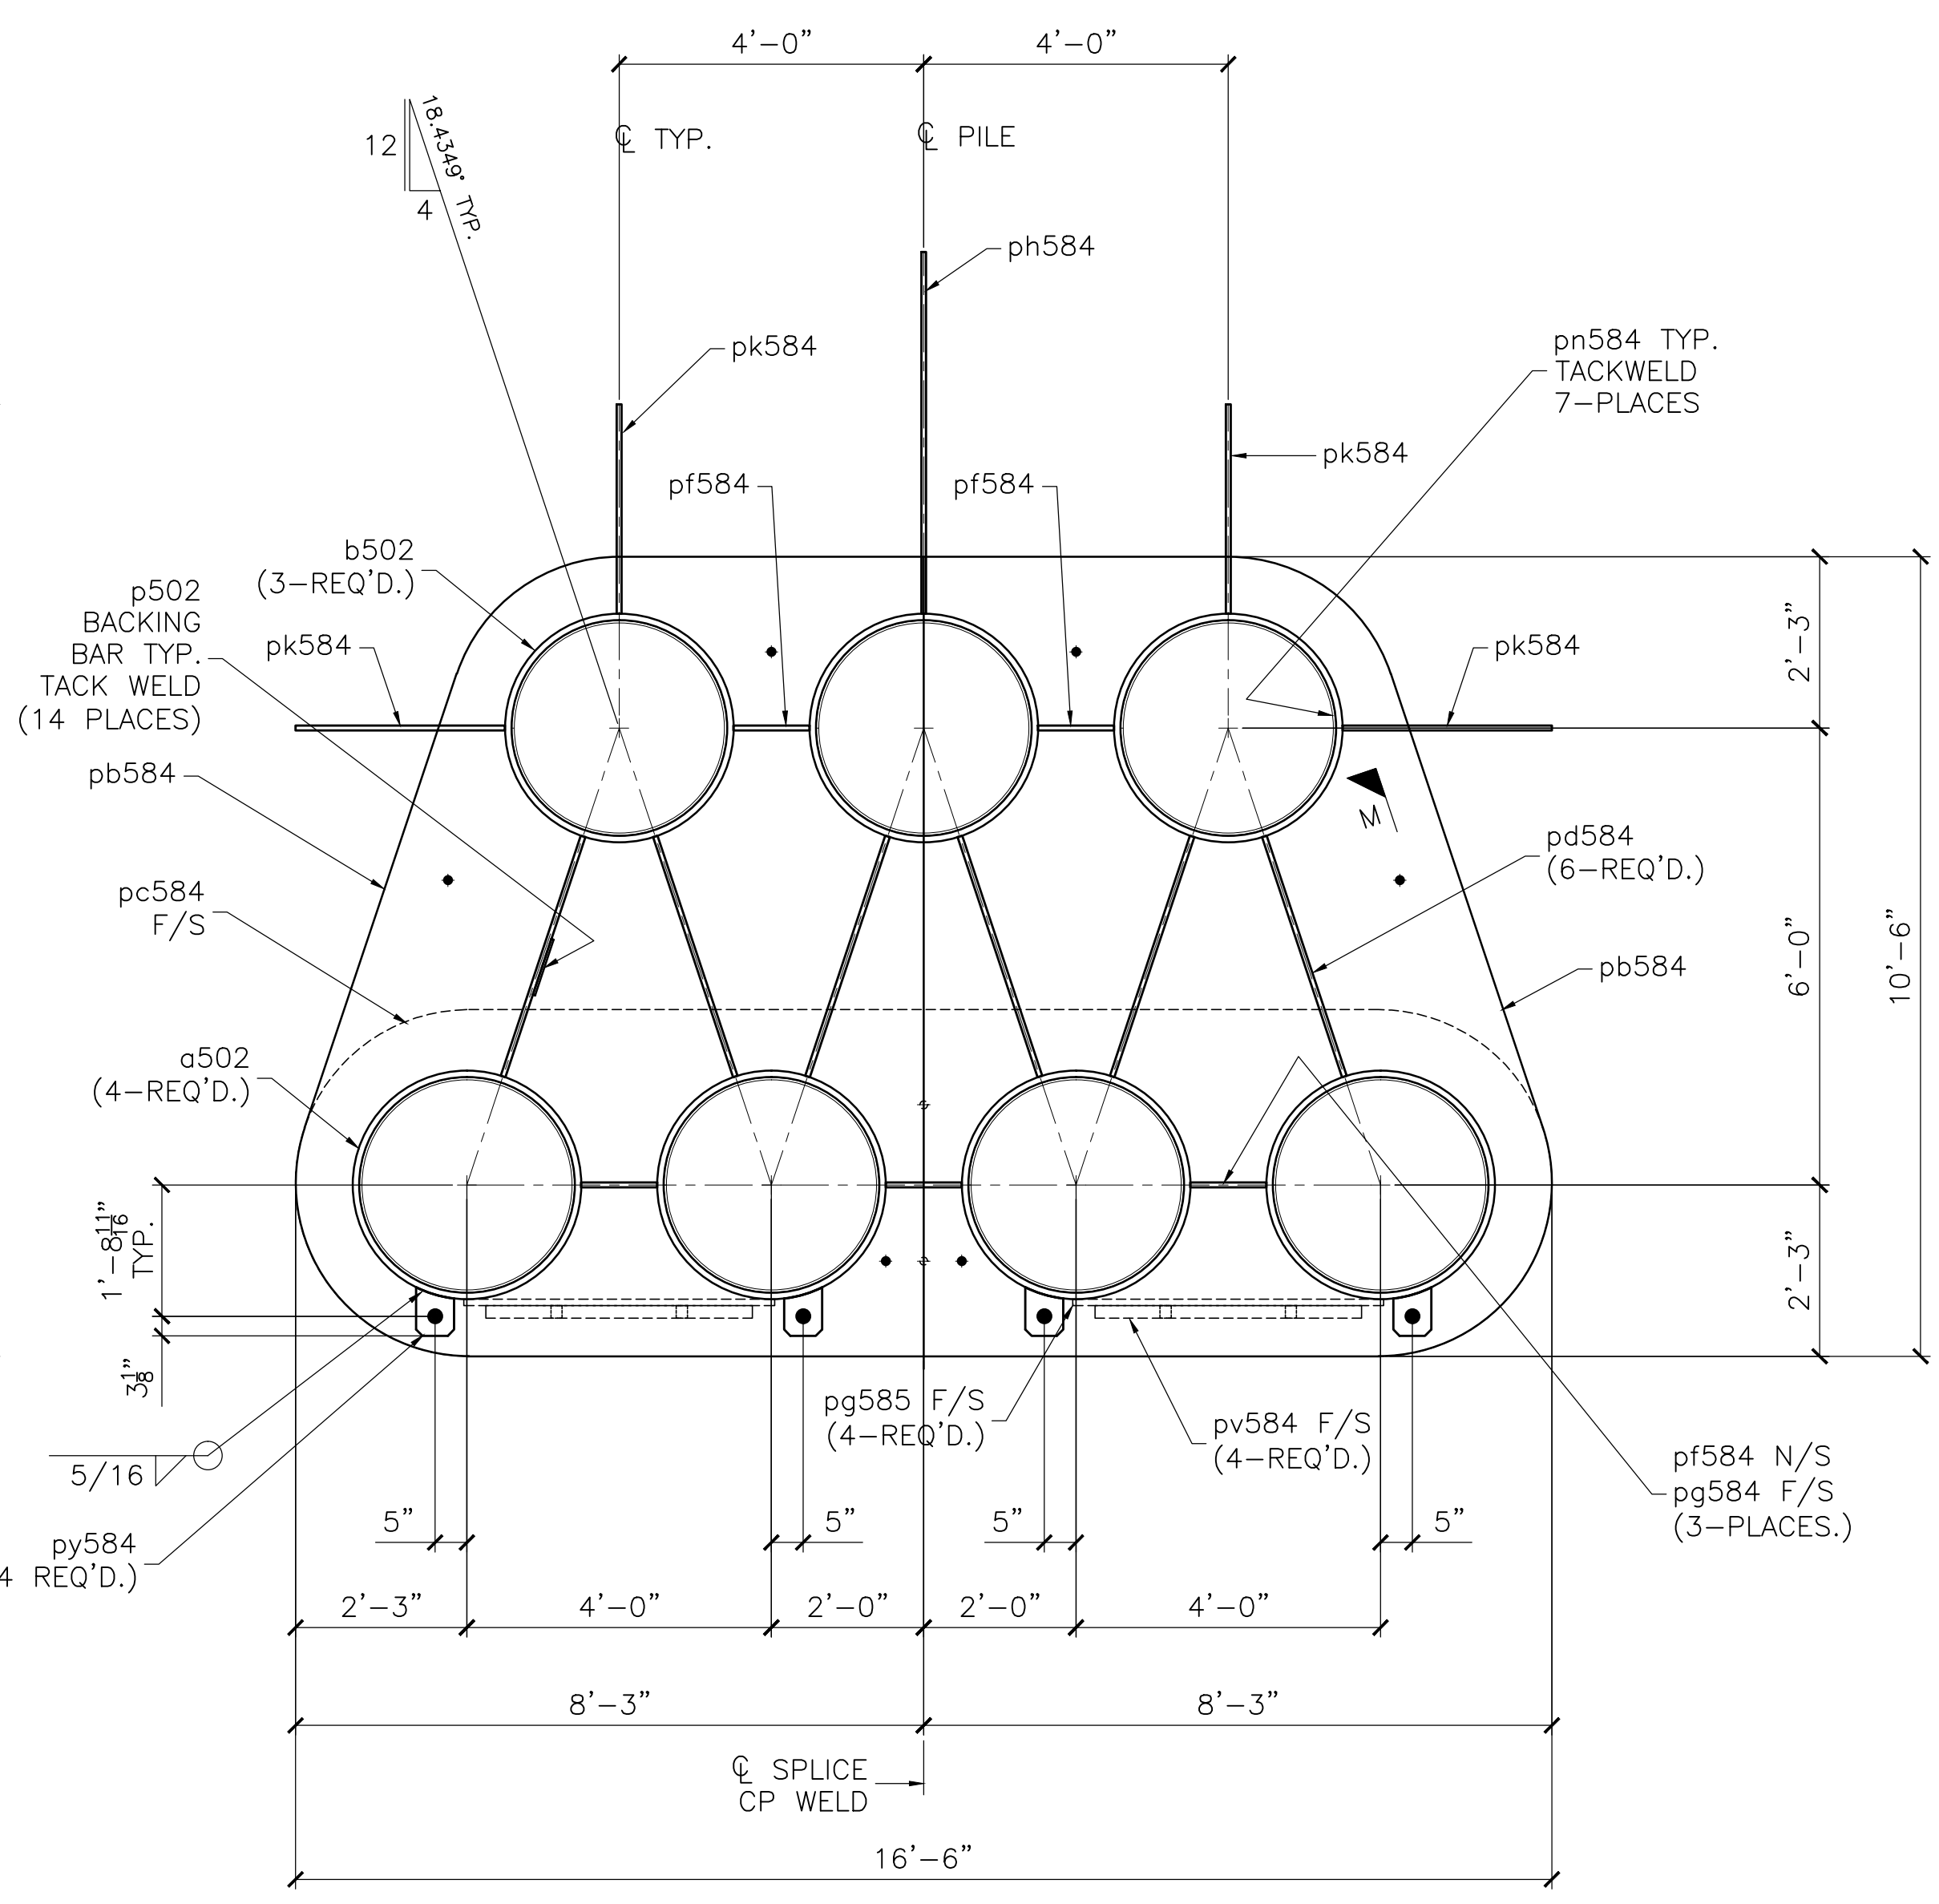 4'-0"
4'-0"
18.4349° TYP.
12
4
℄ TYP.
℄ PILE
ph584
pk584
pn584 TYP.
TACKWELD
7-PLACES
pk584
pf584
pf584
b502
(3-REQ'D.)
p502
BACKING
BAR TYP.
TACK WELD
(14 PLACES)
pk584
pk584
2'-3"
pb584
M
pd584
(6-REQ'D.)
pc584
F/S
6'-0"
10'-6"
pb584
a502
(4-REQ'D.)
1'-8 11/16"
TYP.
2'-3"
3 1/8"
pg585 F/S
(4-REQ'D.)
pv584 F/S
(4-REQ'D.)
pf584 N/S
pg584 F/S
(3-PLACES.)
5/16
py584
4 REQ'D.)
5"
5"
5"
5"
2'-3"
4'-0"
2'-0"
2'-0"
4'-0"
8'-3"
8'-3"
℄ SPLICE
CP WELD
16'-6"